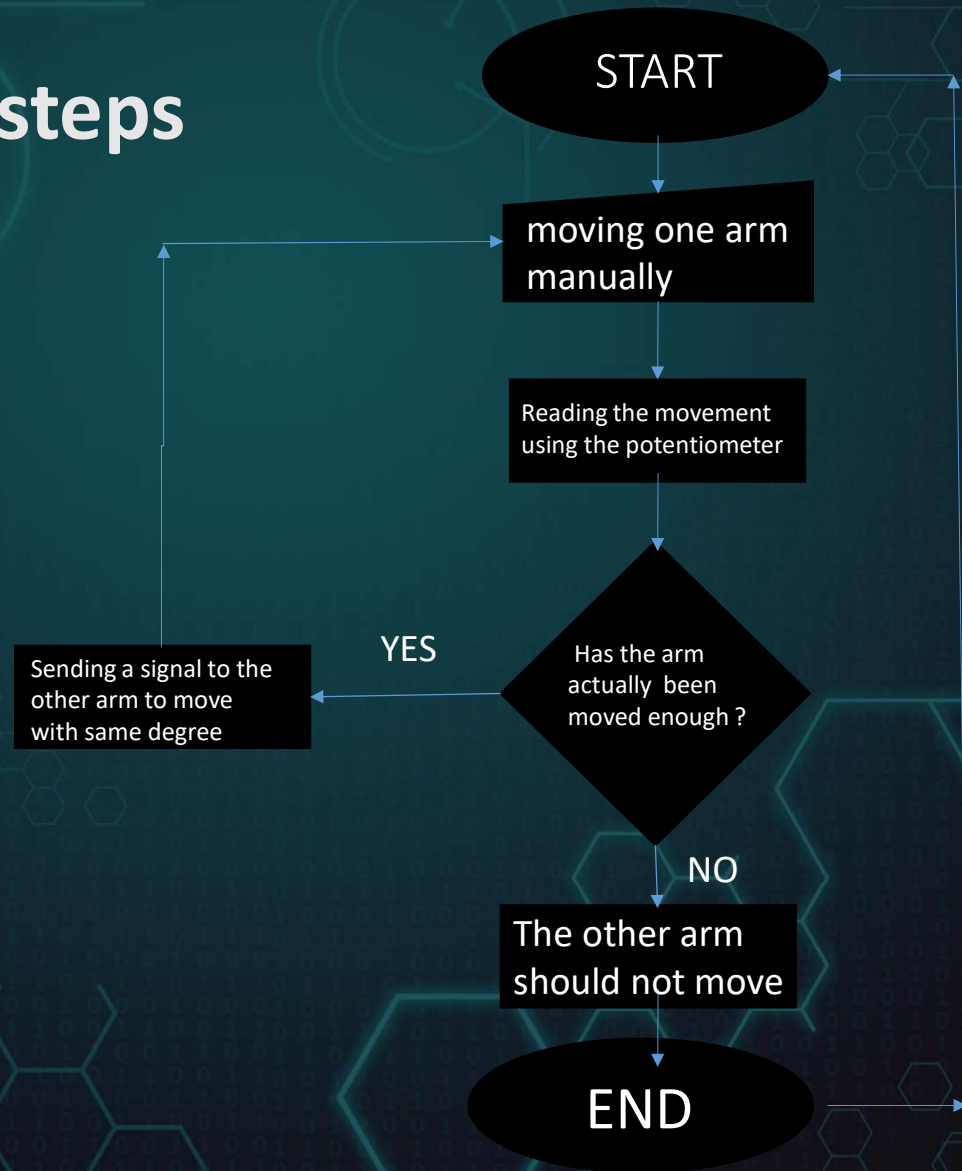 steps
START
moving one arm
manually
Reading the movement
using the potentiometer
Has the arm
actually been
moved enough ?
YES
Sending a signal to the
other arm to move
with same degree
NO
The other arm
should not move
END